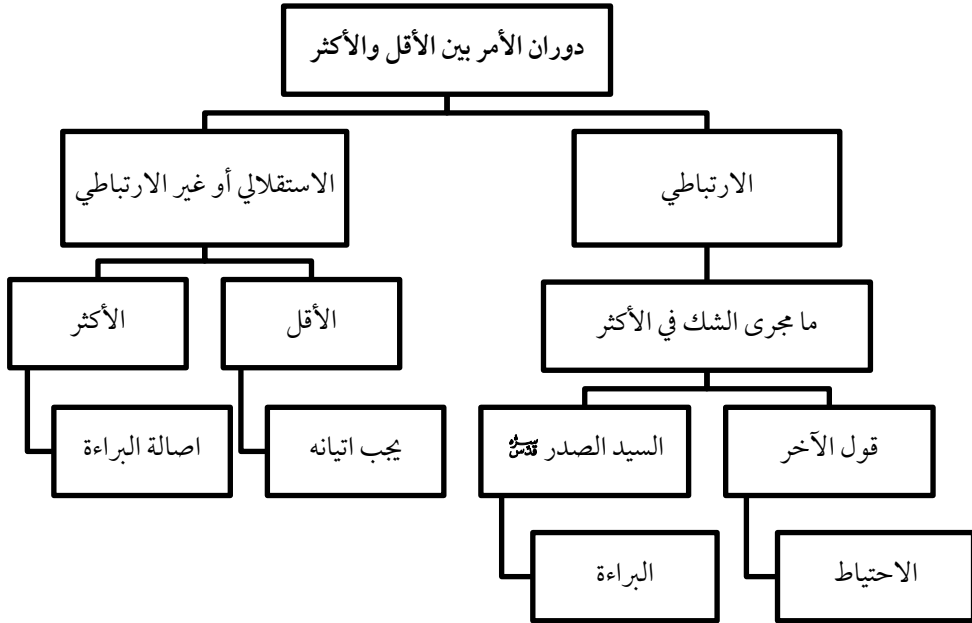 دوران الأمر بين الأقل والأكثر
الارتباطي
الاستقلالي أو غير الارتباطي
ما مجرى الشك في الأكثر
الأقل
الأكثر
قول الآخر
السيد الصدر قدس سره
يجب اتيانه
اصالة البراءة
الاحتياط
البراءة